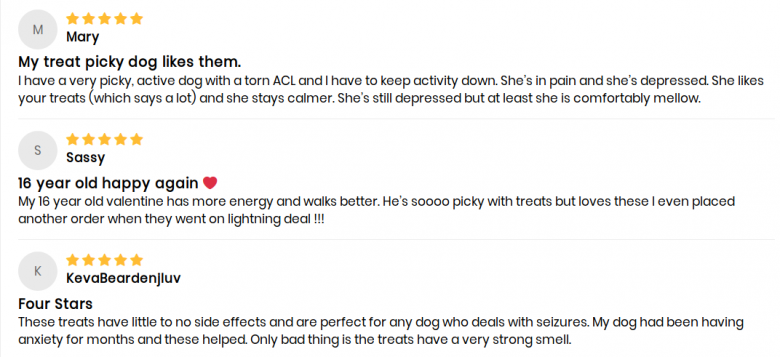 M
Mary
My treat picky dog likes them.
I have a very picky, active dog with a torn ACL and I have to keep activity down. She's in pain and she's depressed. She likes
your treats (which says a lot) and she stays calmer. She's still depressed but at least she is comfortably mellow.
S
Sassy
16 year old happy again ❤
My 16 year old valentine has more energy and walks better. He's soooo picky with treats but loves these I even placed
another order when they went on lightning deal !!!
K
KevaBeardenjluv
Four Stars
These treats have little to no side effects and are perfect for any dog who deals with seizures. My dog had been having
anxiety for months and these helped. Only bad thing is the treats have a very strong smell.